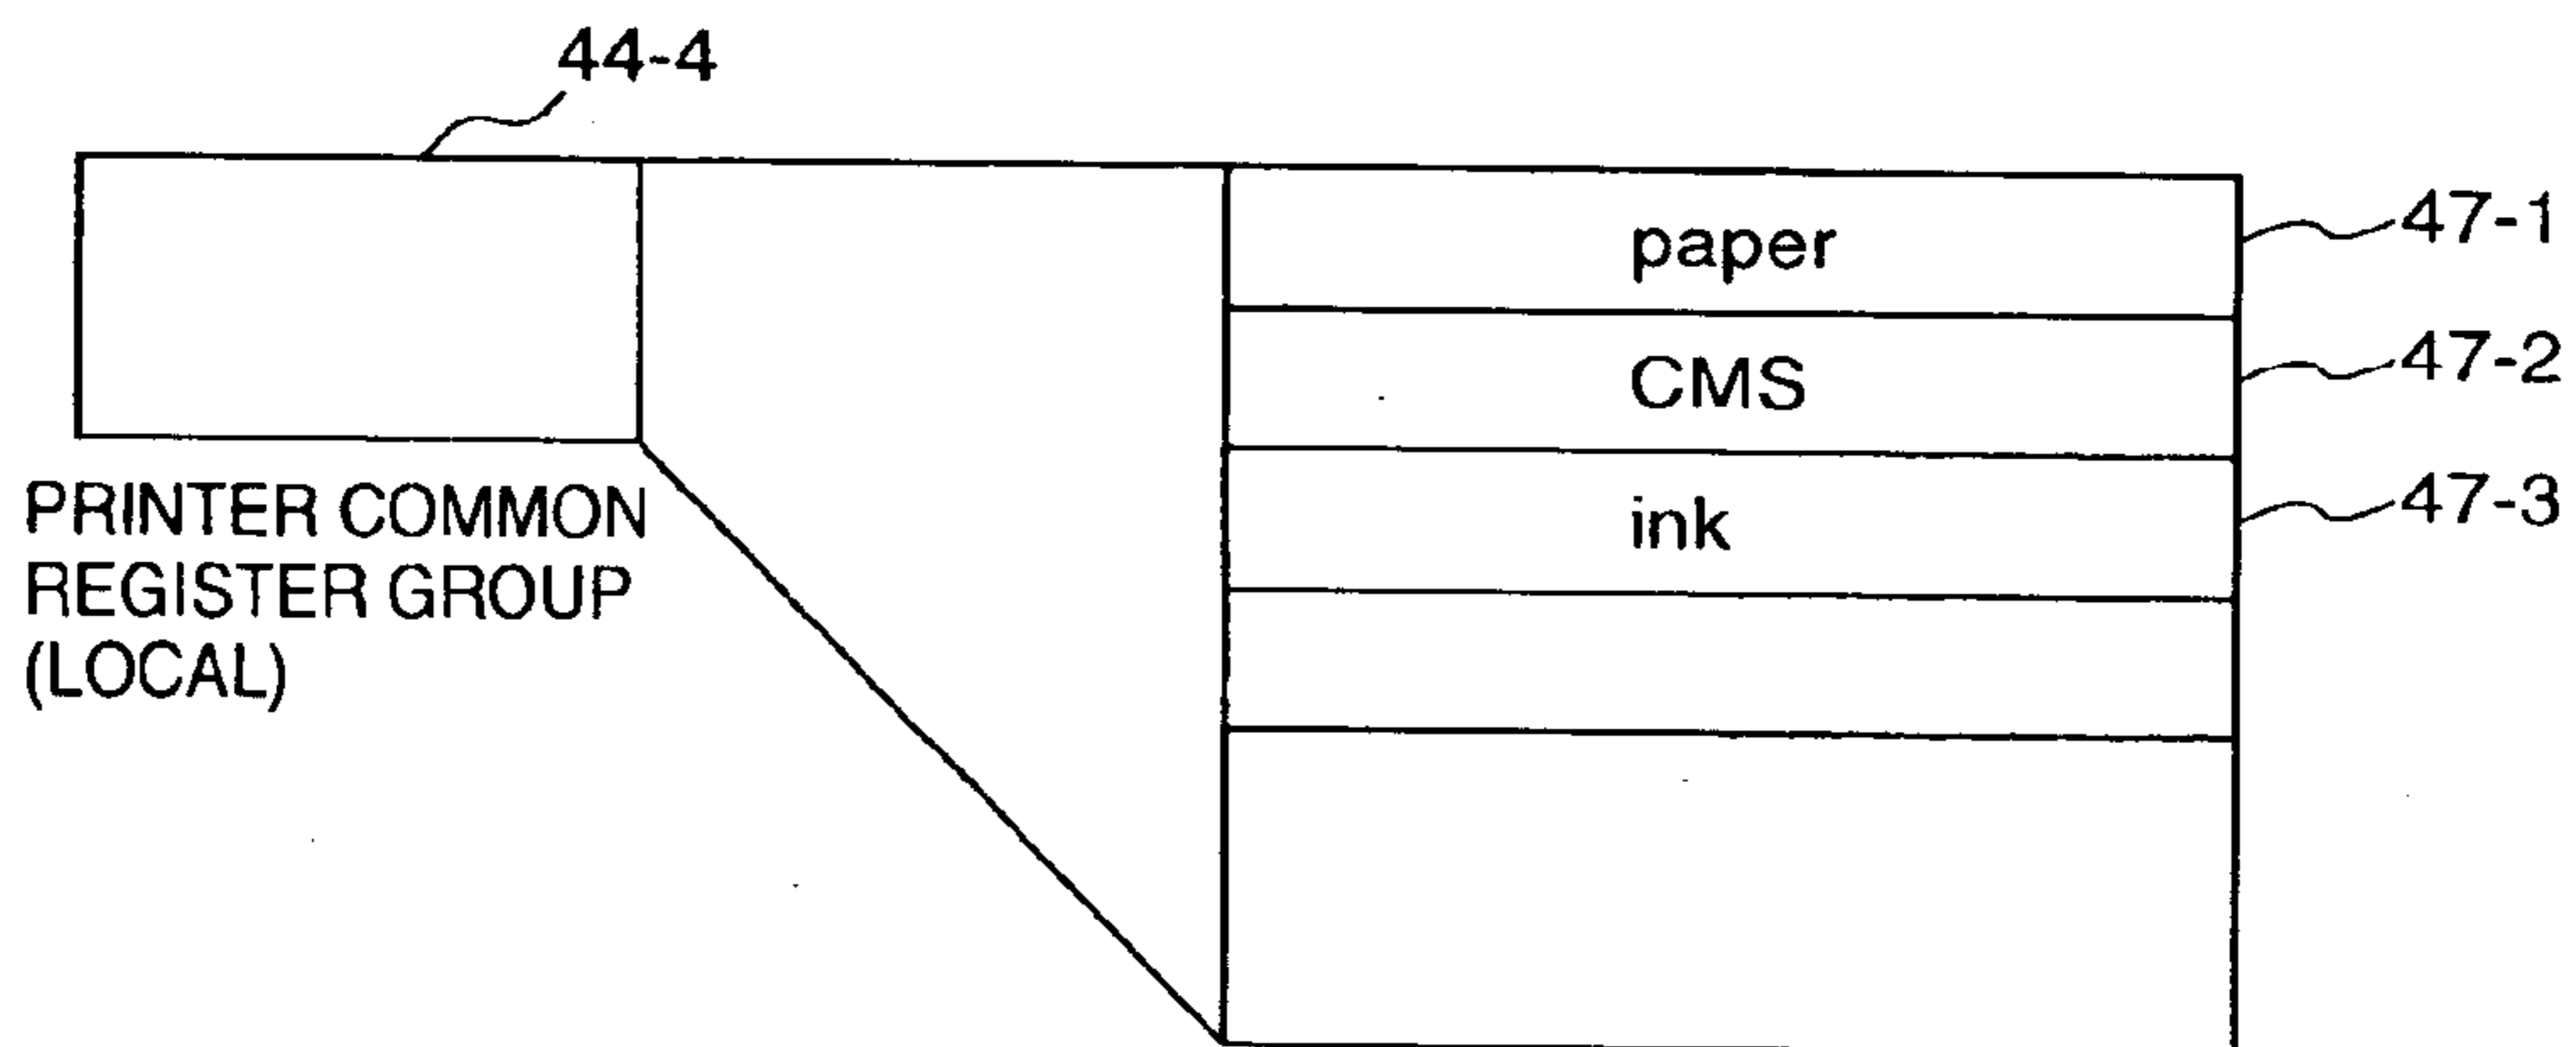 44-4
paper
47-1
CMS
47-2
ink
47-3
PRINTER COMMON
REGISTER GROUP
(LOCAL)